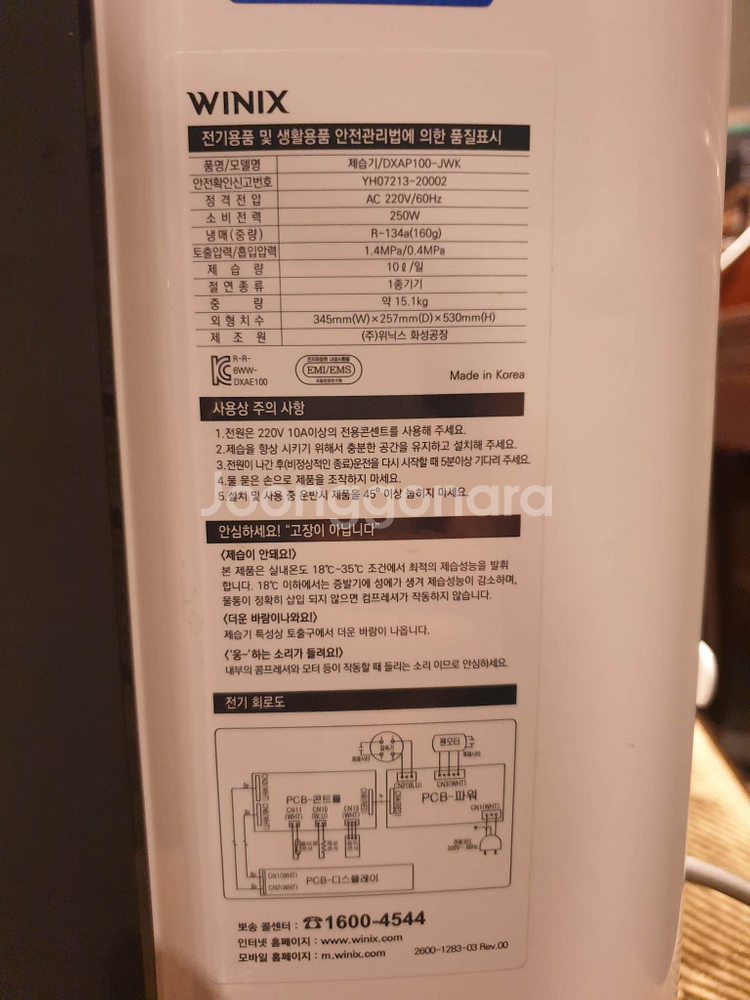 WINIX
전기용품 및 생활용품 안전관리법에 의한 품질표시
품명/모델명 제습기/DXAP100-JWK
안전확인신고번호 YH07213-20002
정격전압 AC 220V/60Hz
소비전력 250W
냉매(중량) R-134a(160g)
토출압력/흡입압력 1.4MPa/0.4MPa
제습량 10ℓ/일
절연종류 1종기기
중량 약 15.1kg
외형치수 345mm(W)×257mm(D)×530mm(H)
제조원 (주)위닉스 화성공장
R-R-
6WW-
DXAE100
EMI/EMS
Made in Korea
사용상 주의 사항
1.전원은 220V 10A이상의 전용콘센트를 사용해 주세요.
2.제습을 향상 시키기 위해서 충분한 공간을 유지하고 설치해 주세요.
3.전원이 나간 후(비정상적인 종료)운전을 다시 시작할 때 5분이상 기다려 주세요.
4.물 묻은 손으로 제품을 조작하지 마세요.
5.설치 및 사용 중 운반시 제품을 45° 이상 눕히지 마세요.
Joonggonara
안심하세요! "고장이 아닙니다"
〈제습이 안돼요!〉
본 제품은 실내온도 18℃~35℃ 조건에서 최적의 제습성능을 발휘
합니다. 18℃ 이하에서는 증발기에 성에가 생겨 제습성능이 감소하며,
물통이 정확히 삽입 되지 않으면 컴프레셔가 작동하지 않습니다.
〈더운 바람이나와요!〉
제습기 특성상 토출구에서 더운 바람이 나옵니다.
〈'웅~'하는 소리가 들려요!〉
내부의 콤프레셔와 모터 등이 작동할 때 들리는 소리 이므로 안심하세요.
전기 회로도
압축기
팬모터
CN2(BLU)
CN3(WHT)
PCB-콘트롤
PCB-파워
CN11 CN10 CN13
(WHT) (BLU) (WHT)
CN1(WHT)
CN1(WHT)
CN2(WHT)
PCB-디스플레이
뽀송 콜센터 : ☎1600-4544
인터넷 홈페이지 : www.winix.com
모바일 홈페이지 : m.winix.com
2600-1283-03 Rev.00